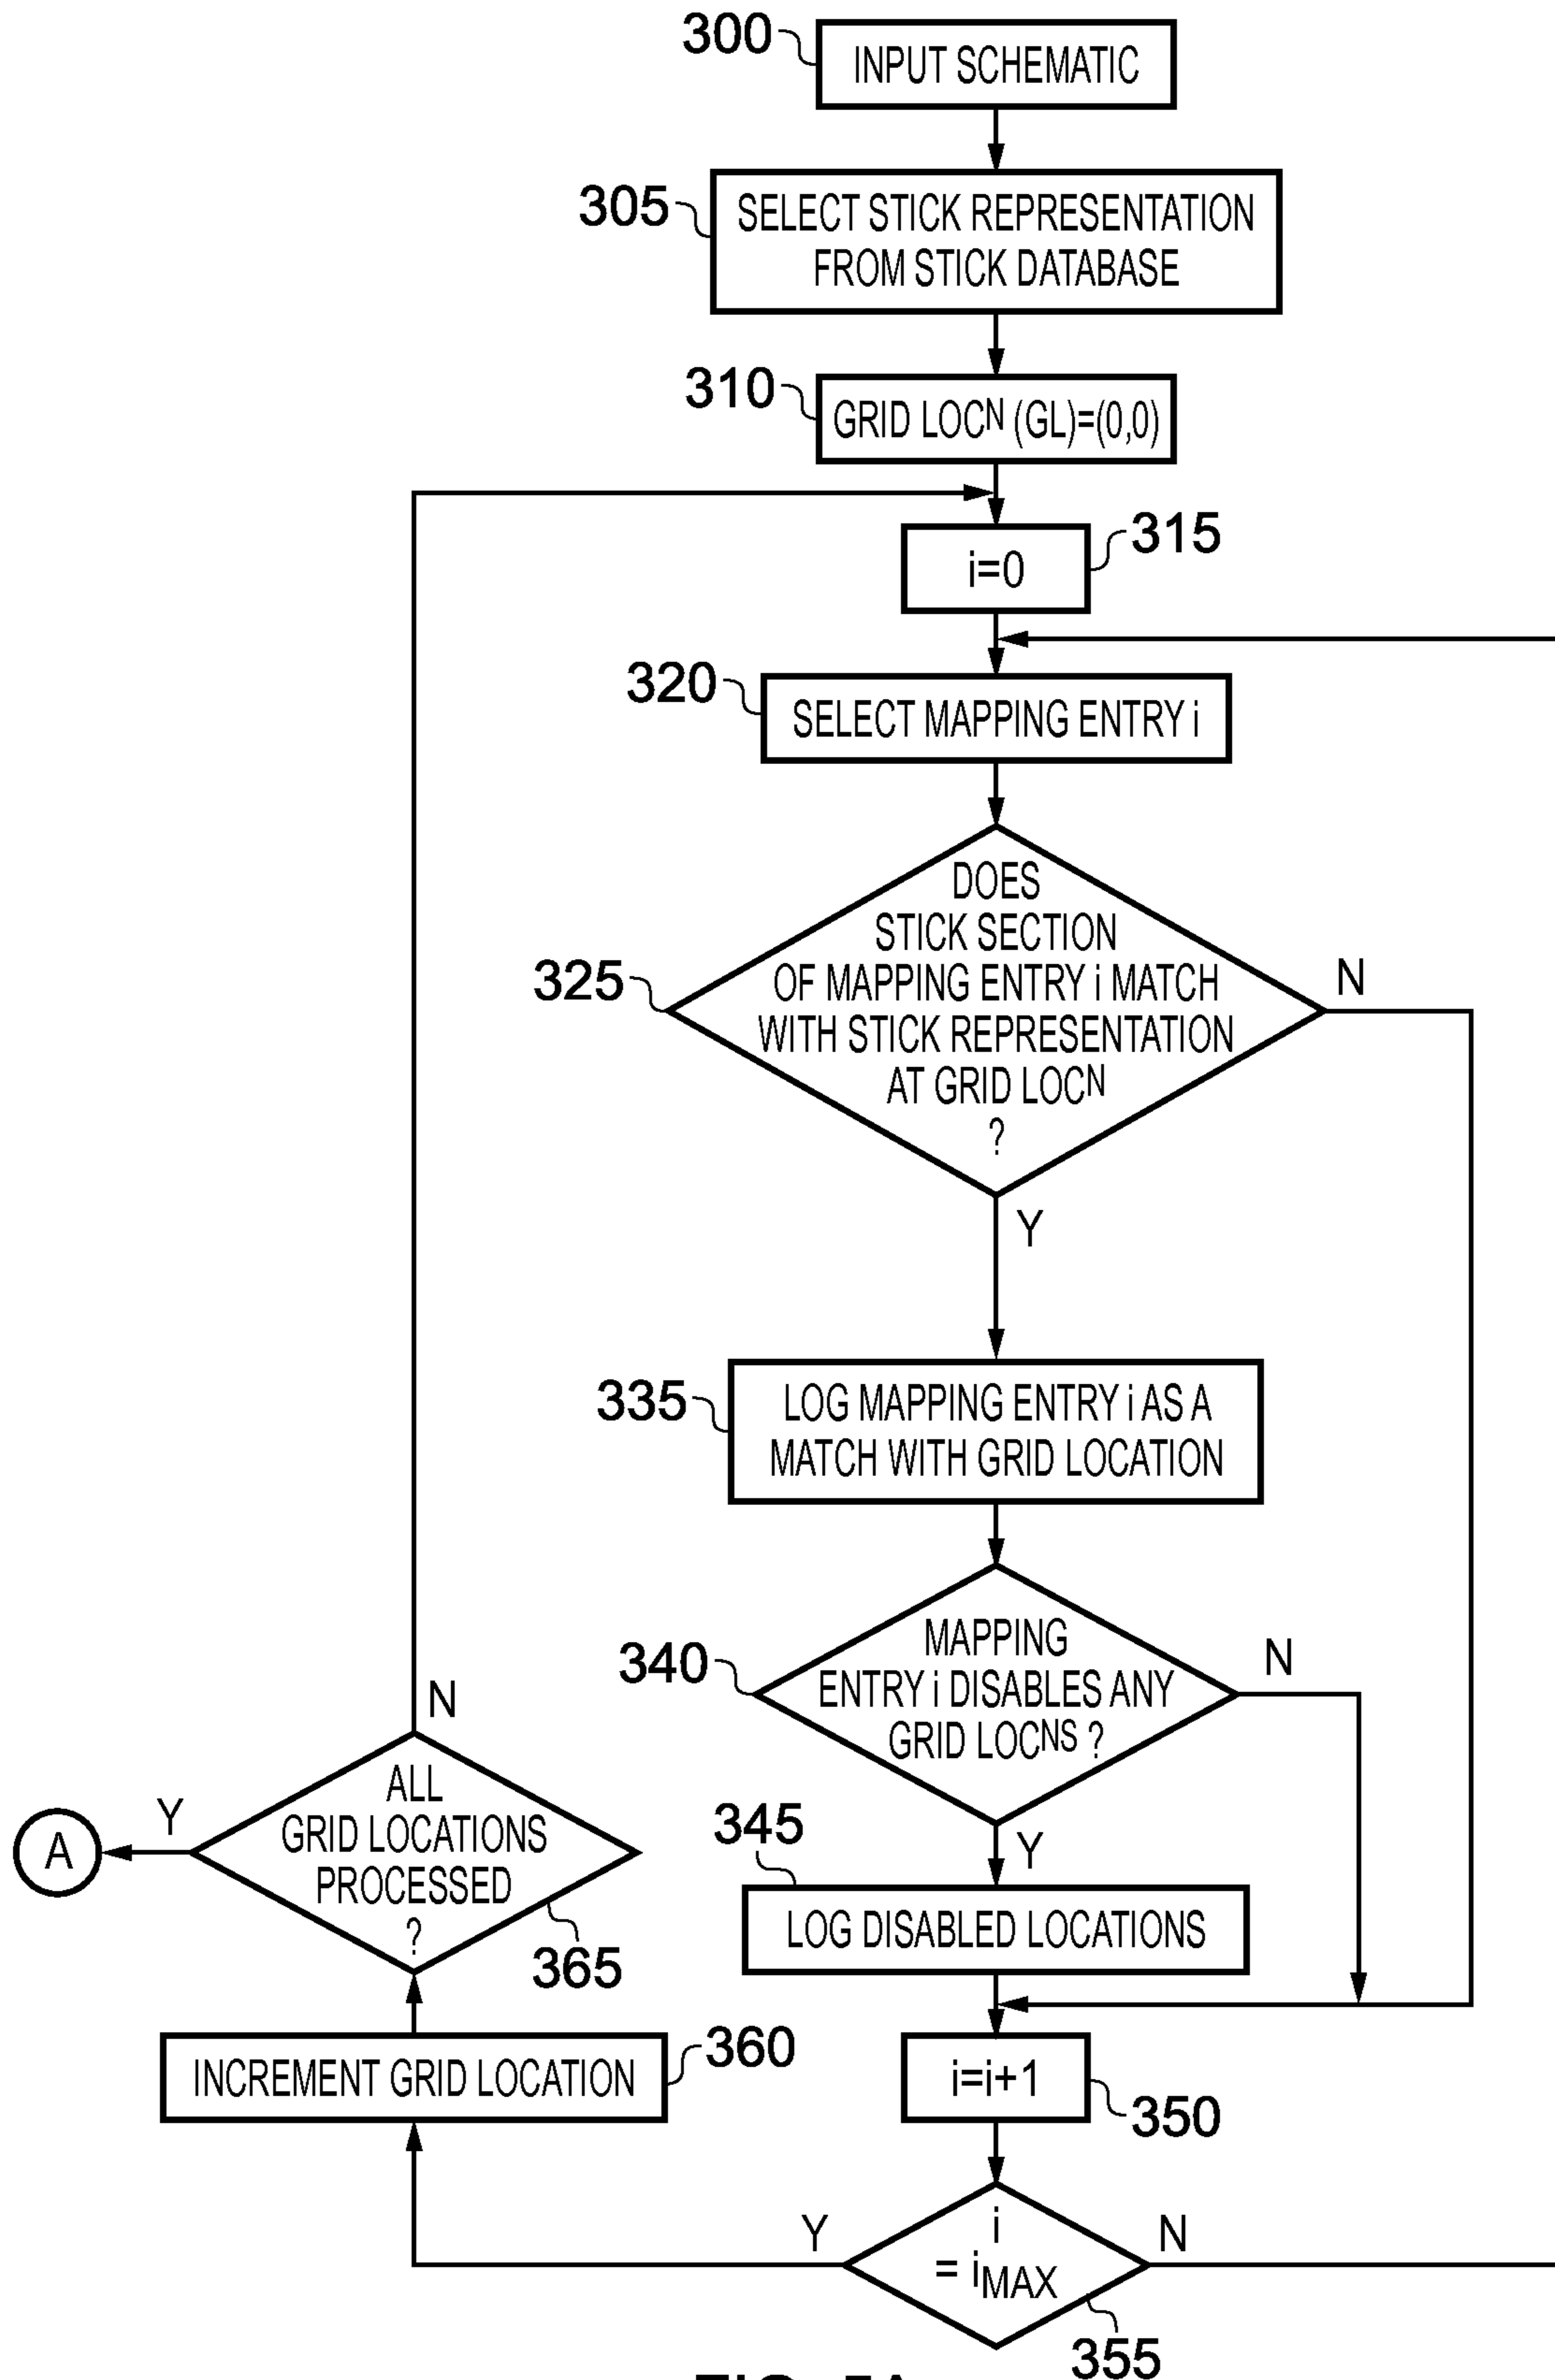 300
INPUT SCHEMATIC
305
SELECT STICK REPRESENTATION
FROM STICK DATABASE
310
GRID LOCN (GL)=(0,0)
315
i=0
320
SELECT MAPPING ENTRY i
325
DOES
STICK SECTION
OF MAPPING ENTRY i MATCH
WITH STICK REPRESENTATION
AT GRID LOCN
?
N
Y
335
LOG MAPPING ENTRY i AS A
MATCH WITH GRID LOCATION
340
MAPPING
ENTRY i DISABLES ANY
GRID LOCNS ?
N
Y
345
LOG DISABLED LOCATIONS
350
i=i+1
355
i
= iMAX
Y
N
360
INCREMENT GRID LOCATION
365
ALL
GRID LOCATIONS
PROCESSED
?
N
Y
A